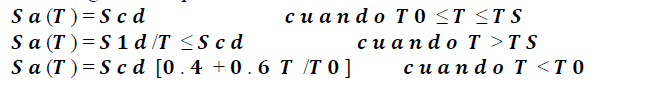 Sa(T)=Scd cuando T0 ≤T ≤TS
Sa(T)=S1d/T ≤Scd cuando T >TS
Sa(T)=Scd [0.4 +0.6 T /T0] cuando T <T0